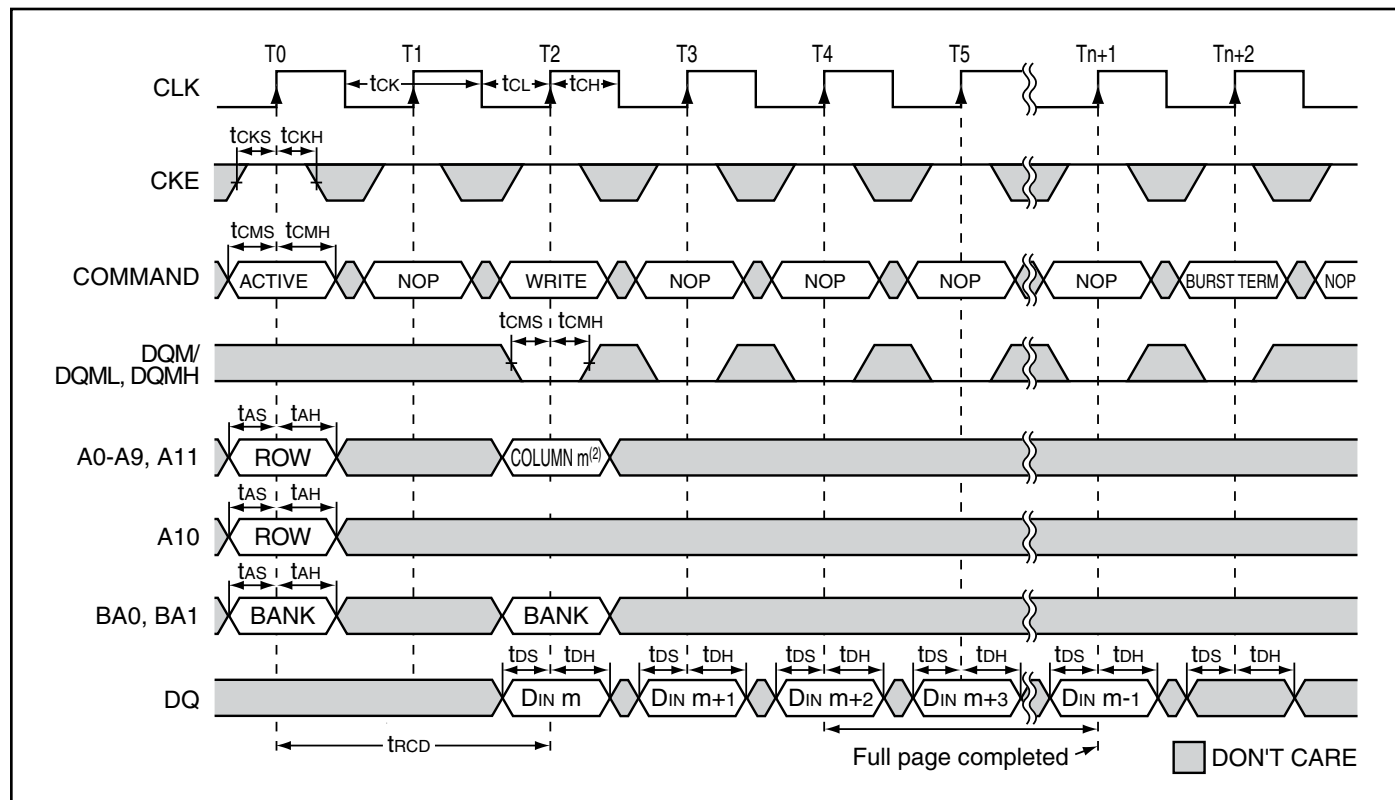 T0 T1 T2 T3 T4 T5 Tn+1 Tn+2
CLK tCK tCL tCH
tCKS tCKH
CKE
tCMS tCMH
COMMAND ACTIVE NOP WRITE NOP NOP NOP NOP BURST TERM NOP
tCMS tCMH
DQM/
DQML, DQMH
tAS tAH
A0-A9, A11 ROW COLUMN m(2)
tAS tAH
A10 ROW
tAS tAH
BA0, BA1 BANK BANK
tDS tDH tDS tDH tDS tDH tDS tDH tDS tDH tDS tDH
DQ DIN m DIN m+1 DIN m+2 DIN m+3 DIN m-1
tRCD
Full page completed DON'T CARE